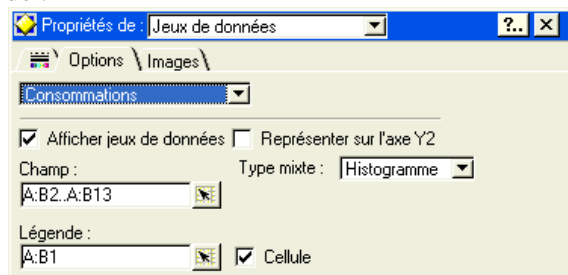 Propriétés de : Jeux de données ?..
Options Images
Consommations
Afficher jeux de données Représenter sur l'axe Y2
Champ : Type mixte : Histogramme
A:B2..A:B13
Légende :
A:B1 Cellule